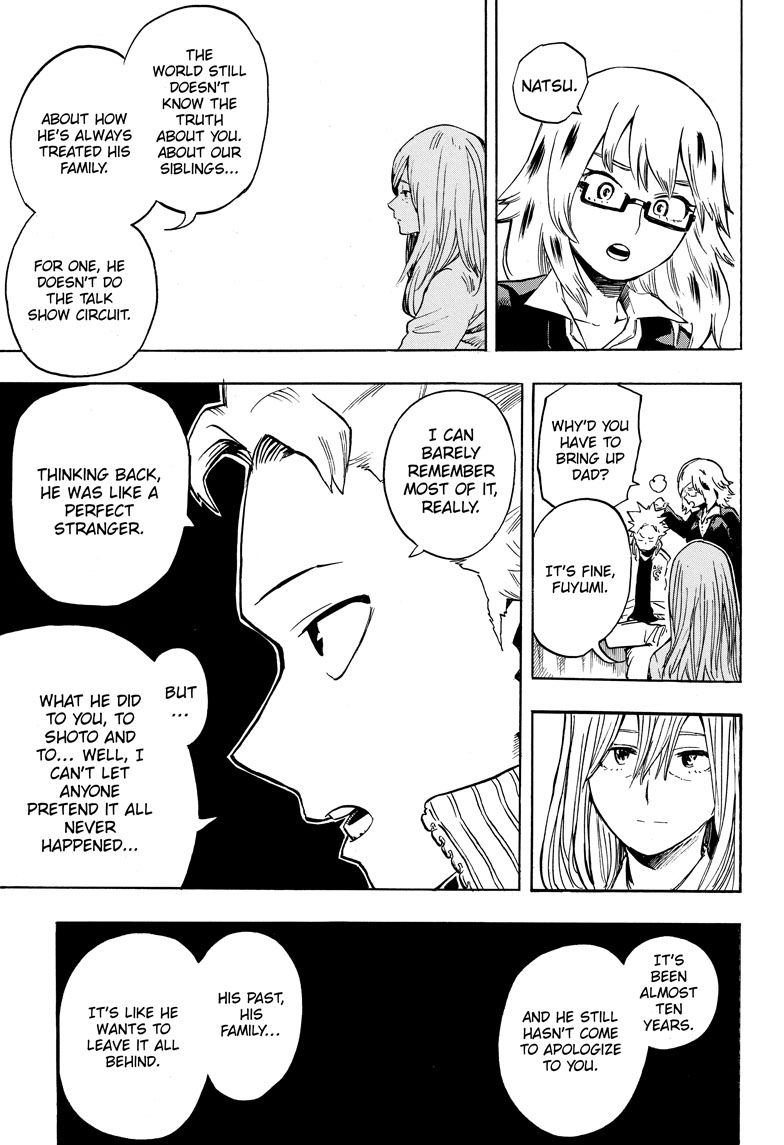 NATSU.
THE
WORLD STILL
DOESN'T
KNOW THE
TRUTH
ABOUT YOU.
ABOUT OUR
SIBLINGS...
ABOUT HOW
HE'S ALWAYS
TREATED HIS
FAMILY.
FOR ONE, HE
DOESN'T DO
THE TALK
SHOW CIRCUIT.
WHY'D YOU
HAVE TO
BRING UP
DAD?
IT'S FINE,
FUYUMI.
I CAN
BARELY
REMEMBER
MOST OF IT,
REALLY.
THINKING BACK,
HE WAS LIKE A
PERFECT
STRANGER.
BUT
...
WHAT HE DID
TO YOU, TO
SHOTO AND
TO... WELL, I
CAN'T LET
ANYONE
PRETEND IT ALL
NEVER
HAPPENED...
IT'S
BEEN
ALMOST
TEN
YEARS.
AND HE STILL
HASN'T COME
TO APOLOGIZE
TO YOU.
HIS PAST,
HIS
FAMILY...
IT'S LIKE HE
WANTS TO
LEAVE IT ALL
BEHIND.